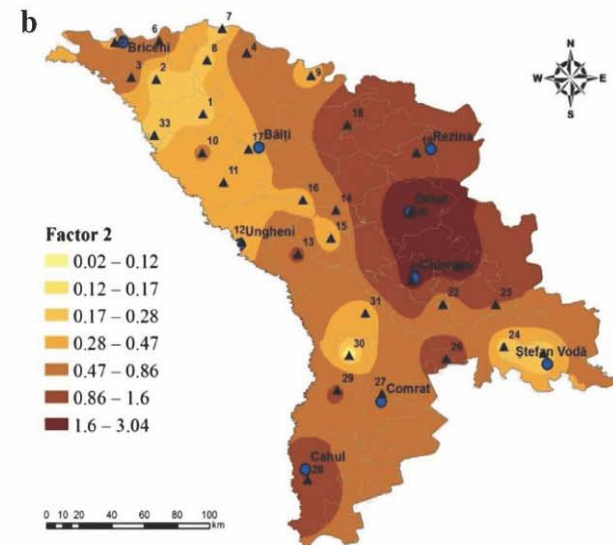 b
7
6
Briceni
8
4
N
W E
S
3
2
9
1
18
33
17 Bălți
Rezina
10
11
16
14
12 Ungheni
15
13
Factor 2
0.02 – 0.12
0.12 – 0.17
0.17 – 0.28
0.28 – 0.47
0.47 – 0.86
0.86 – 1.6
1.6 – 3.04
31
22
23
30
24
Ștefan Vodă
29
27
Comrat
Cahul
28
0 10 20 40 60 80 100
km